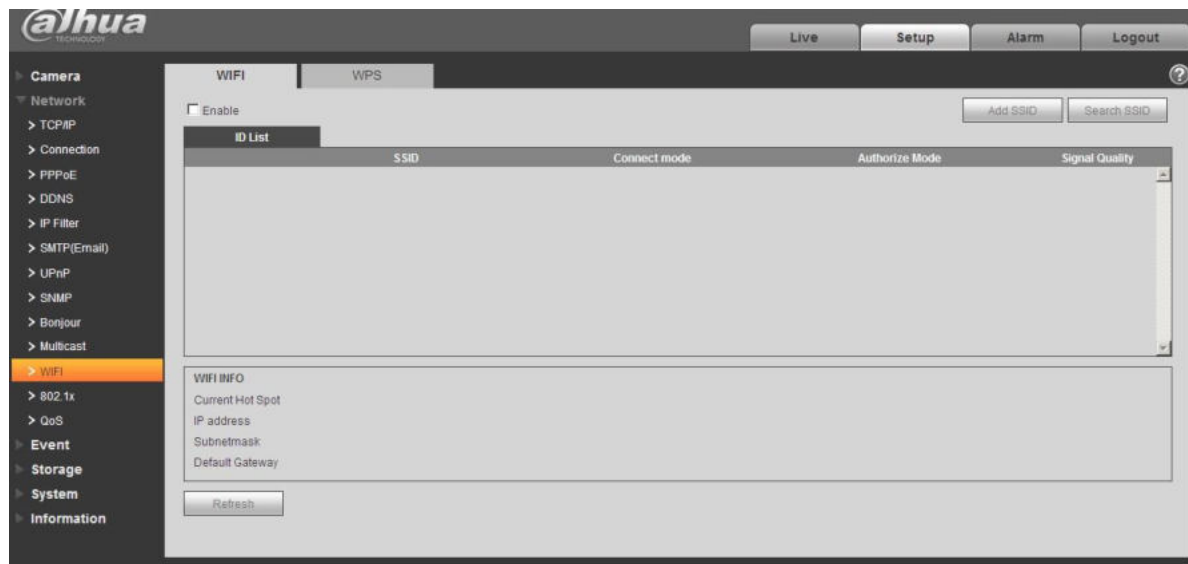 alhua
TECHNOLOGY
Live Setup Alarm Logout
Camera
Network
> TCP/IP
> Connection
> PPPoE
> DDNS
> IP Filter
> SMTP(Email)
> UPnP
> SNMP
> Bonjour
> Multicast
> WIFI
> 802.1x
> QoS
Event
Storage
System
Information
WIFI WPS
?
Enable Add SSID Search SSID
ID List
SSID Connect mode Authorize Mode Signal Quality
WIFI INFO
Current Hot Spot
IP address
Subnetmask
Default Gateway
Refresh